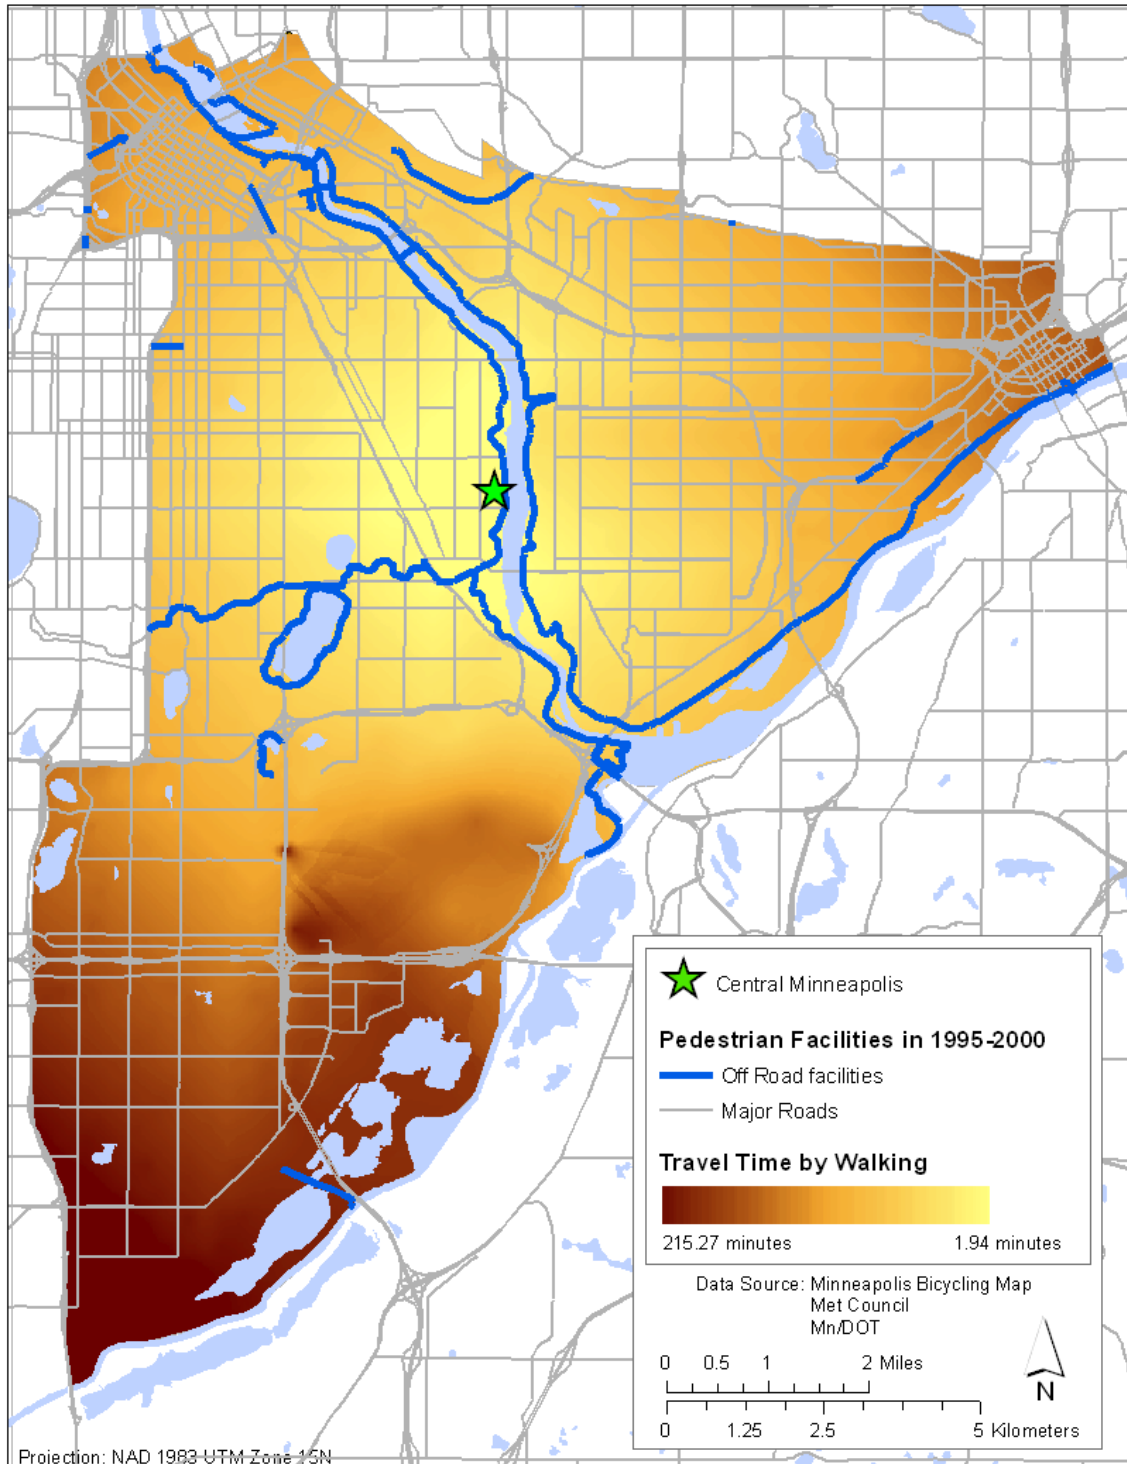 Central Minneapolis
Pedestrian Facilities in 1995-2000
Off Road facilities
Major Roads
Travel Time by Walking
215.27 minutes 1.94 minutes
Data Source: Minneapolis Bicycling Map
Met Council
Mn/DOT
0 0.5 1 2 Miles
0 1.25 2.5 5 Kilometers
N
Projection: NAD 1983 UTM Zone 15N